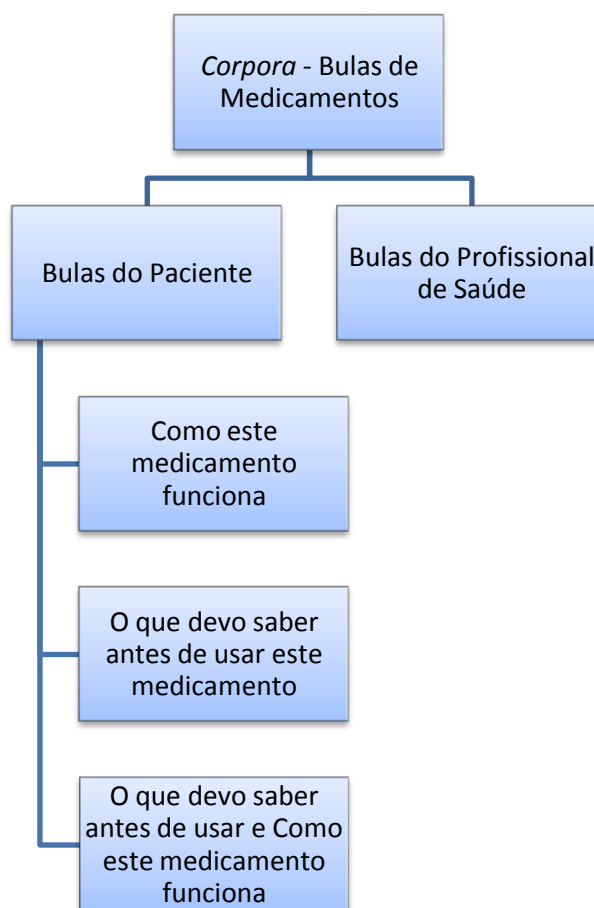 Corpora - Bulas de
Medicamentos
Bulas do Paciente
Bulas do Profissional
de Saúde
Como este
medicamento
funciona
O que devo saber
antes de usar este
medicamento
O que devo saber
antes de usar e Como
este medicamento
funciona